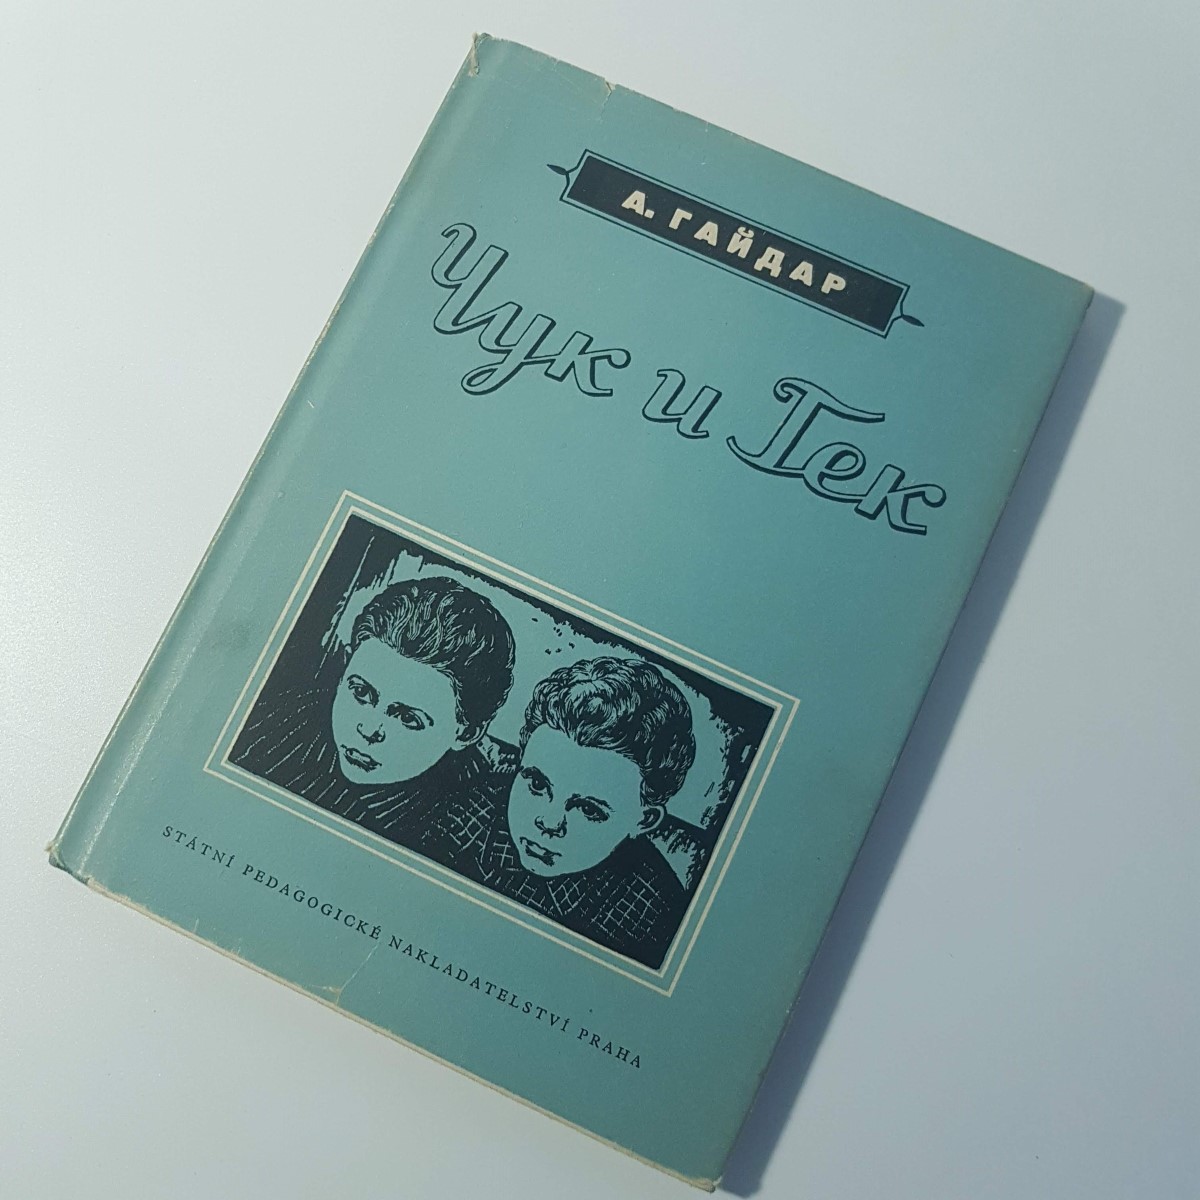 А. ГАЙДАР
Чук и Гек
STÁTNÍ PEDAGOGICKÉ NAKLADATELSTVÍ PRAHA